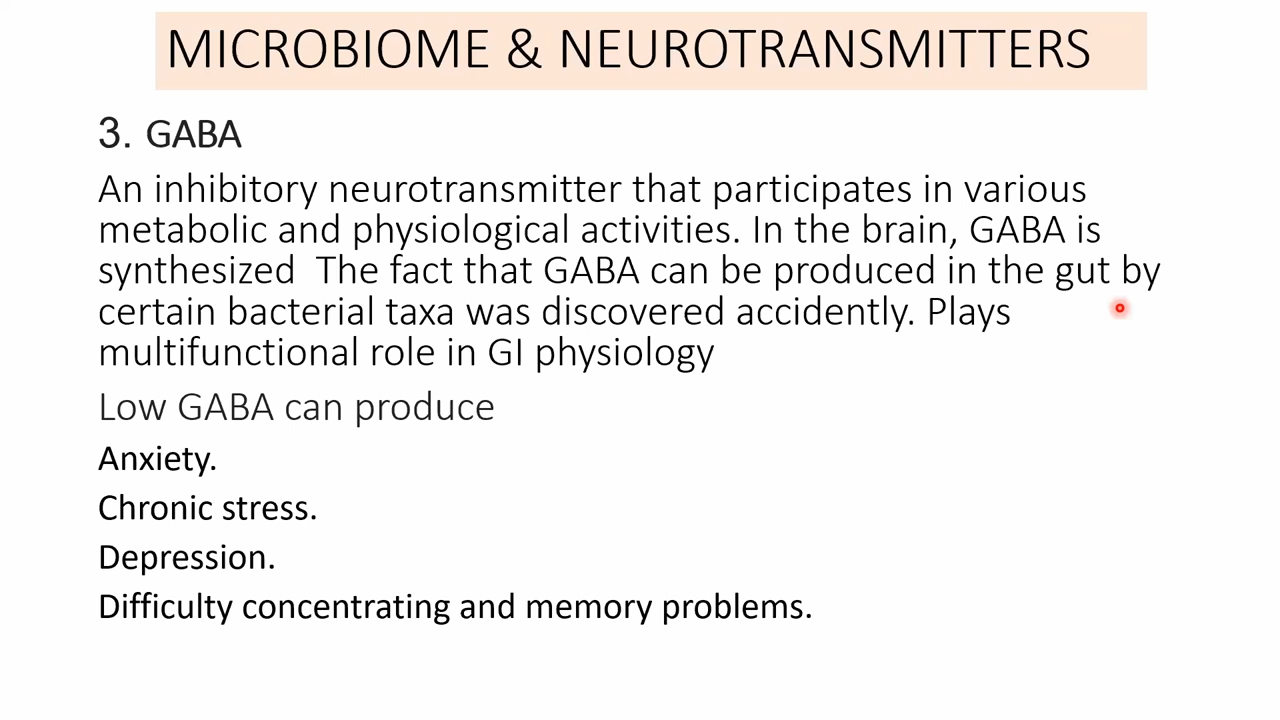 MICROBIOME & NEUROTRANSMITTERS
3. GABA
An inhibitory neurotransmitter that participates in various
metabolic and physiological activities. In the brain, GABA is
synthesized  The fact that GABA can be produced in the gut by
certain bacterial taxa was discovered accidently. Plays
multifunctional role in GI physiology
Low GABA can produce
Anxiety.
Chronic stress.
Depression.
Difficulty concentrating and memory problems.